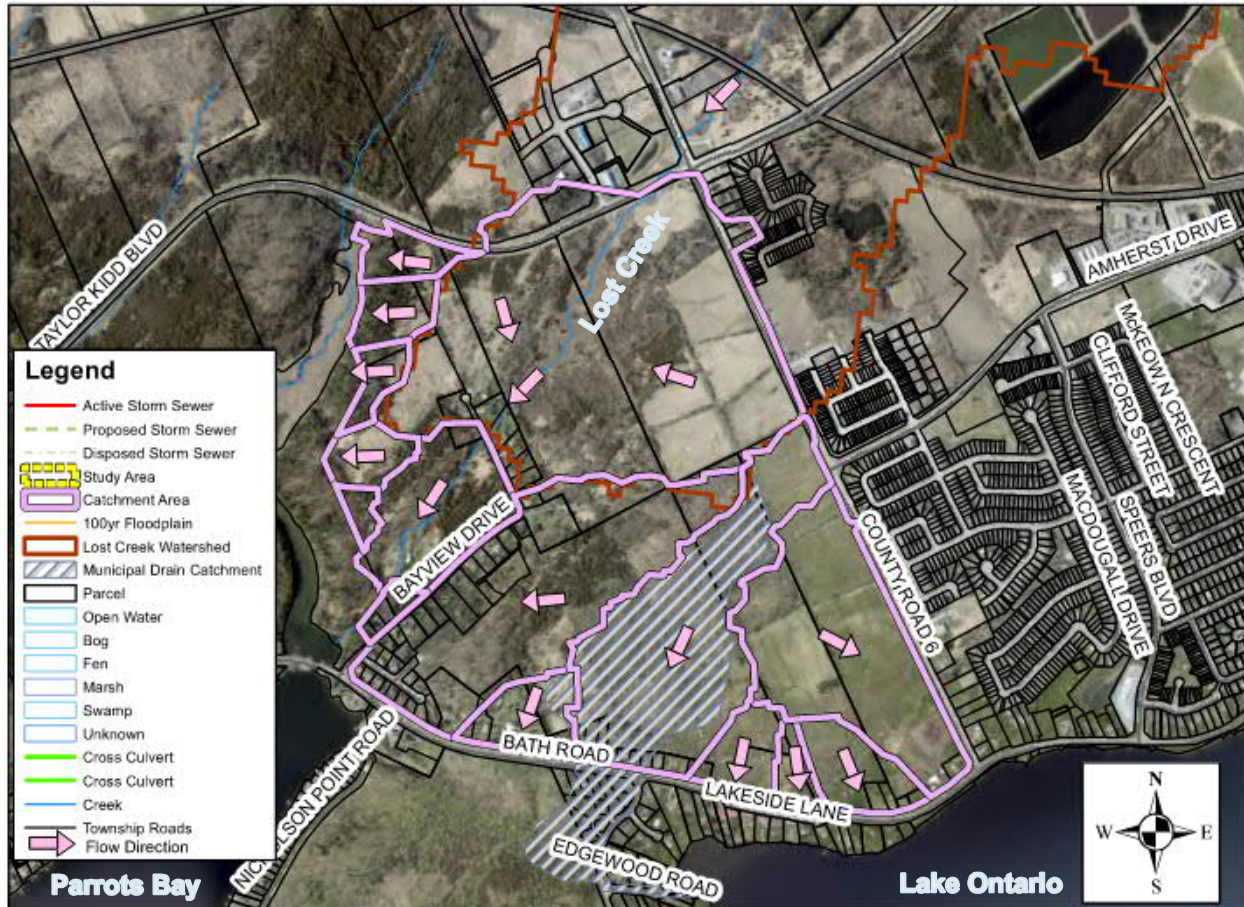 Lost Creek
TAYLOR KIDD BLVD
AMHERST DRIVE
McKEOWN CRESCENT
CLIFFORD STREET
SPEERS BLVD
MACDOUGALL DRIVE
COUNTY ROAD 6
BAYVIEW DRIVE
BATH ROAD
LAKESIDE LANE
EDGEWOOD ROAD
NICHOLSON POINT ROAD
Parrots Bay
Lake Ontario
Legend
Active Storm Sewer
Proposed Storm Sewer
Disposed Storm Sewer
Study Area
Catchment Area
100yr Floodplain
Lost Creek Watershed
Municipal Drain Catchment
Parcel
Open Water
Bog
Fen
Marsh
Swamp
Unknown
Cross Culvert
Cross Culvert
Creek
Township Roads
Flow Direction
N
W E
S